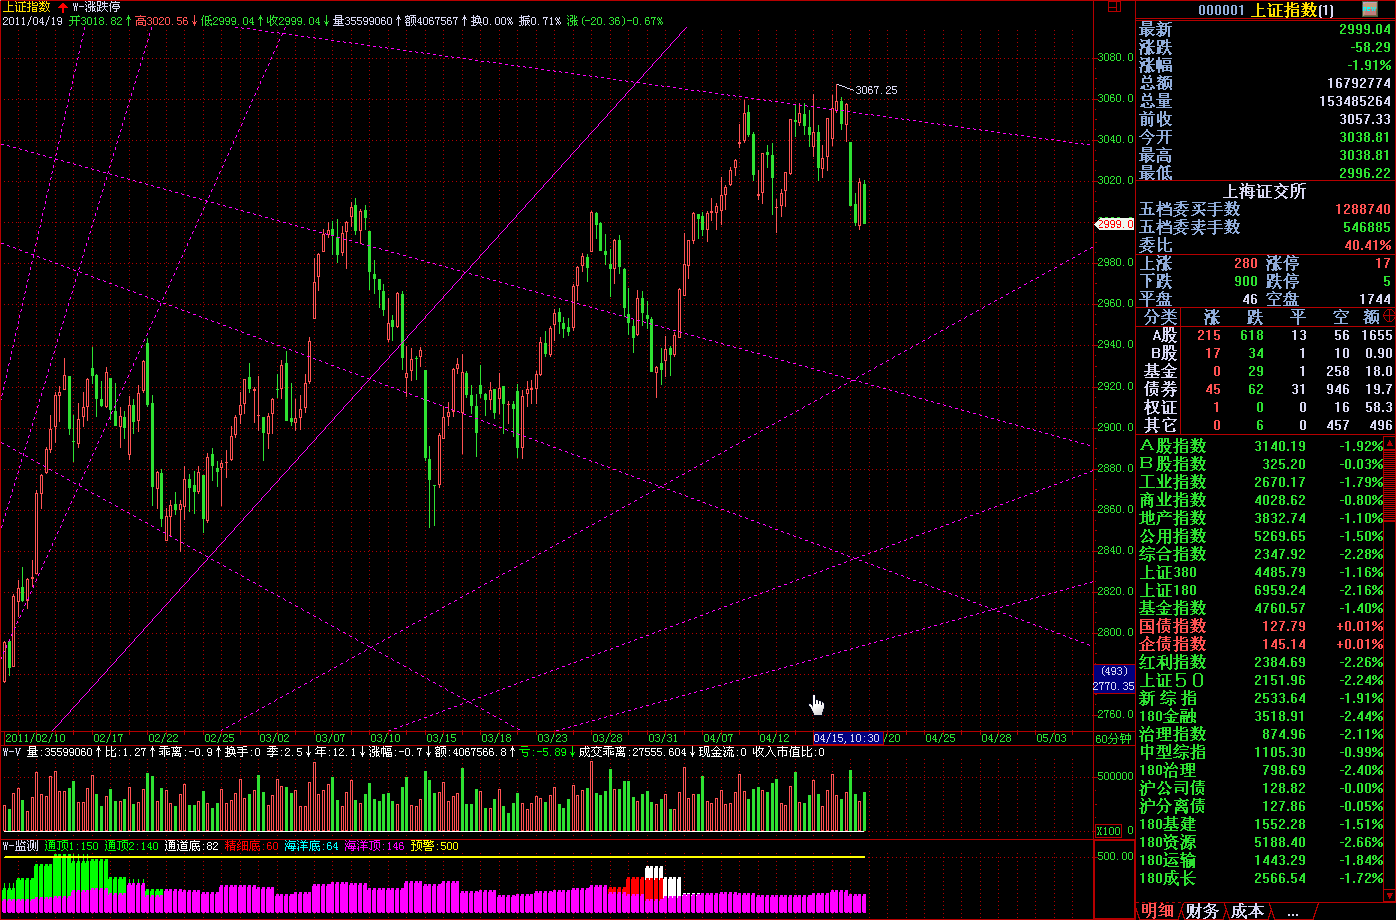 上证指数 ↑ W-涨跌停
2011/04/19 开3018.82↑高3020.56↓低2999.04↑收2999.04↓量35599060↑额4067567↑换0.00% 振0.71% 涨(-20.36)-0.67%
日
3080.0
3067.25
3060.0
3040.0
3020.0
2999.0
2980.0
2960.0
2940.0
2920.0
2900.0
2880.0
2860.0
2840.0
2820.0
2800.0
(493)
2770.35
2760.0
2011/02/10 02/17 02/22 02/25 03/02 03/07 03/10 03/15 03/18 03/23 03/28 03/31 04/07 04/12 04/15,10:30 /20 04/25 04/28 05/03 60分钟
W-V 量:35599060↑比:1.27↑乖离:-0.9↑换手:0 季:2.5↓年:12.1↓涨幅:-0.7↓额:4067566.8↑亏:-5.89↓成交乖离:27555.604↓现金流:0 收入市值比:0
500000
X100 0
W-监测 通顶1:150 通顶2:140 通道底:82 精细底:60 海洋底:64 海洋顶:146 预警:500
500.00
000001 上证指数(1)
最新 2999.04
涨跌 -58.29
涨幅 -1.91%
总额 16792774
总量 153485264
前收 3057.33
今开 3038.81
最高 3038.81
最低 2996.22
上海证交所
五档委买手数 1288740
五档委卖手数 546885
委比 40.41%
上涨 280 涨停 17
下跌 900 跌停 5
平盘 46 空盘 1744
分类 涨 跌 平 空 额
A股 215 618 13 56 1655
B股 17 34 1 10 0.90
基金 0 29 1 258 18.0
债券 45 62 31 946 19.7
权证 1 0 0 16 58.3
其它 0 6 0 457 496
A股指数 3140.19 -1.92%
B股指数 325.20 -0.03%
工业指数 2670.17 -1.79%
商业指数 4028.62 -0.80%
地产指数 3832.74 -1.10%
公用指数 5269.65 -1.50%
综合指数 2347.92 -2.28%
上证380 4485.79 -1.16%
上证180 6959.24 -2.16%
基金指数 4760.57 -1.40%
国债指数 127.79 +0.01%
企债指数 145.14 +0.01%
红利指数 2384.69 -2.26%
上证50 2151.96 -2.24%
新综指 2533.64 -1.91%
180金融 3518.91 -2.44%
治理指数 874.96 -2.11%
中型综指 1105.30 -0.99%
180治理 798.69 -2.40%
沪公司债 128.82 -0.00%
沪分离债 127.86 -0.05%
180基建 1552.28 -1.51%
180资源 5188.40 -2.66%
180运输 1443.29 -1.84%
180成长 2566.54 -1.72%
明细 财务 成本 ...